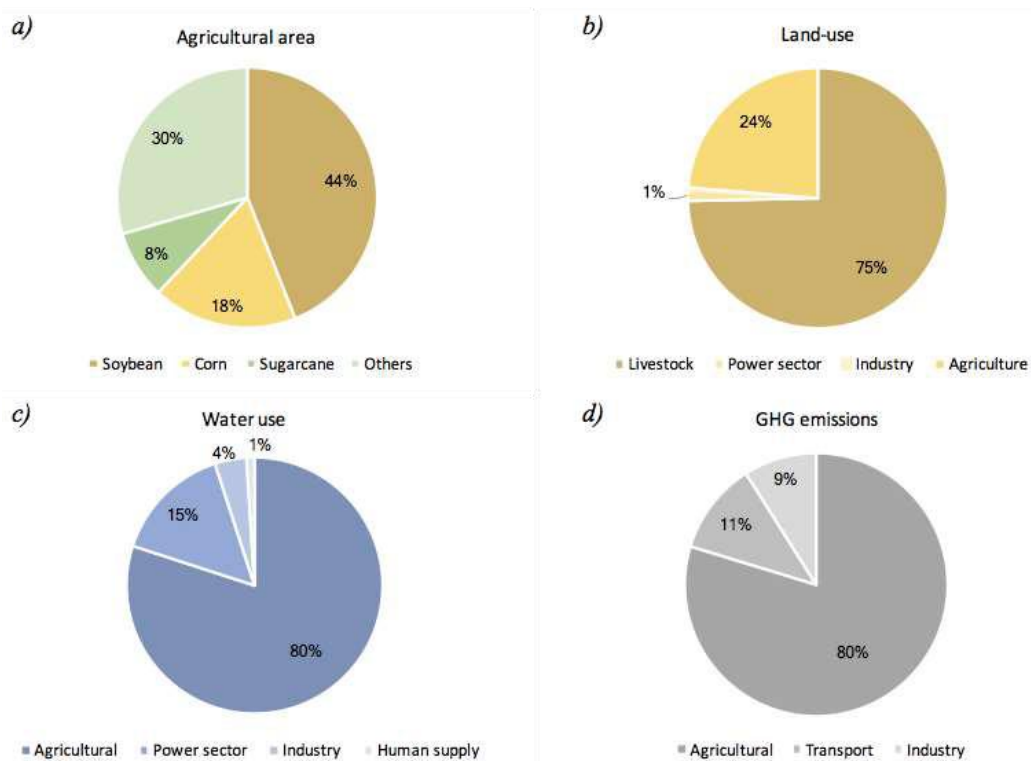 a)
Agricultural area
30%
44%
8%
18%
Soybean Corn Sugarcane Others
b)
Land-use
24%
1%
75%
Livestock Power sector Industry Agriculture
c)
Water use
4% 1%
15%
80%
Agricultural Power sector Industry Human supply
d)
GHG emissions
9%
11%
80%
Agricultural Transport Industry